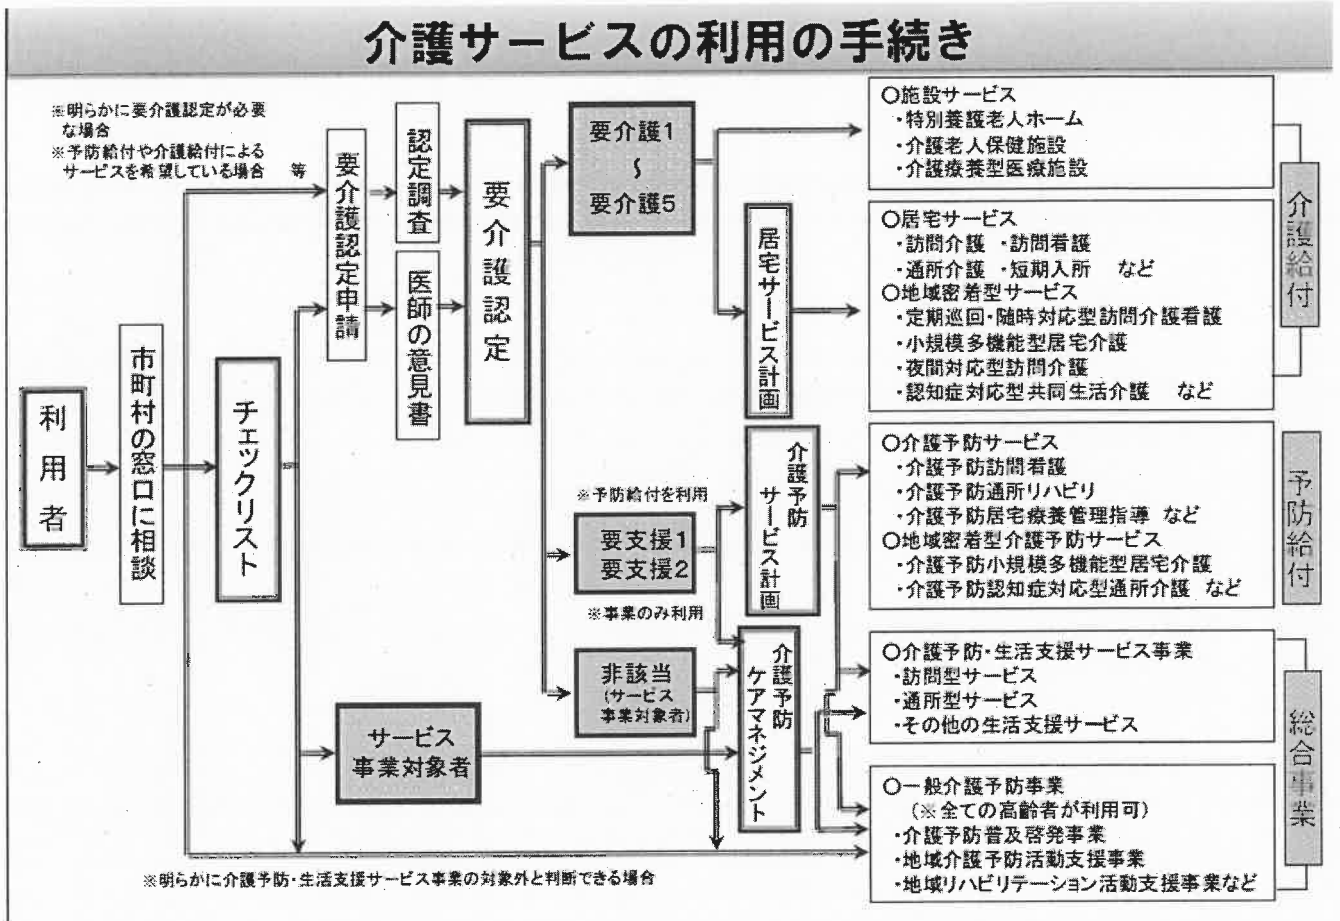 介護サービスの利用の手続き
※明らかに要介護認定が必要
な場合
※予防給付や介護給付による
サービスを希望している場合 等
利用者
市町村の窓口に相談
チェックリスト
要介護認定申請
認定調査
医師の意見書
要介護認定
要介護1
~
要介護5
※予防給付を利用
要支援1
要支援2
※事業のみ利用
非該当
(サービス
事業対象者)
サービス
事業対象者
居宅サービス計画
介護予防
サービス計画
介護予防
ケアマネジメント
○施設サービス
・特別養護老人ホーム
・介護老人保健施設
・介護療養型医療施設
○居宅サービス
・訪問介護 ・訪問看護
・通所介護 ・短期入所 など
○地域密着型サービス
・定期巡回・随時対応型訪問介護看護
・小規模多機能型居宅介護
・夜間対応型訪問介護
・認知症対応型共同生活介護 など
介護給付
○介護予防サービス
・介護予防訪問看護
・介護予防通所リハビリ
・介護予防居宅療養管理指導 など
○地域密着型介護予防サービス
・介護予防小規模多機能型居宅介護
・介護予防認知症対応型通所介護 など
予防給付
○介護予防・生活支援サービス事業
・訪問型サービス
・通所型サービス
・その他の生活支援サービス
○一般介護予防事業
(※全ての高齢者が利用可)
・介護予防普及啓発事業
・地域介護予防活動支援事業
・地域リハビリテーション活動支援事業など
総合事業
※明らかに介護予防・生活支援サービス事業の対象外と判断できる場合